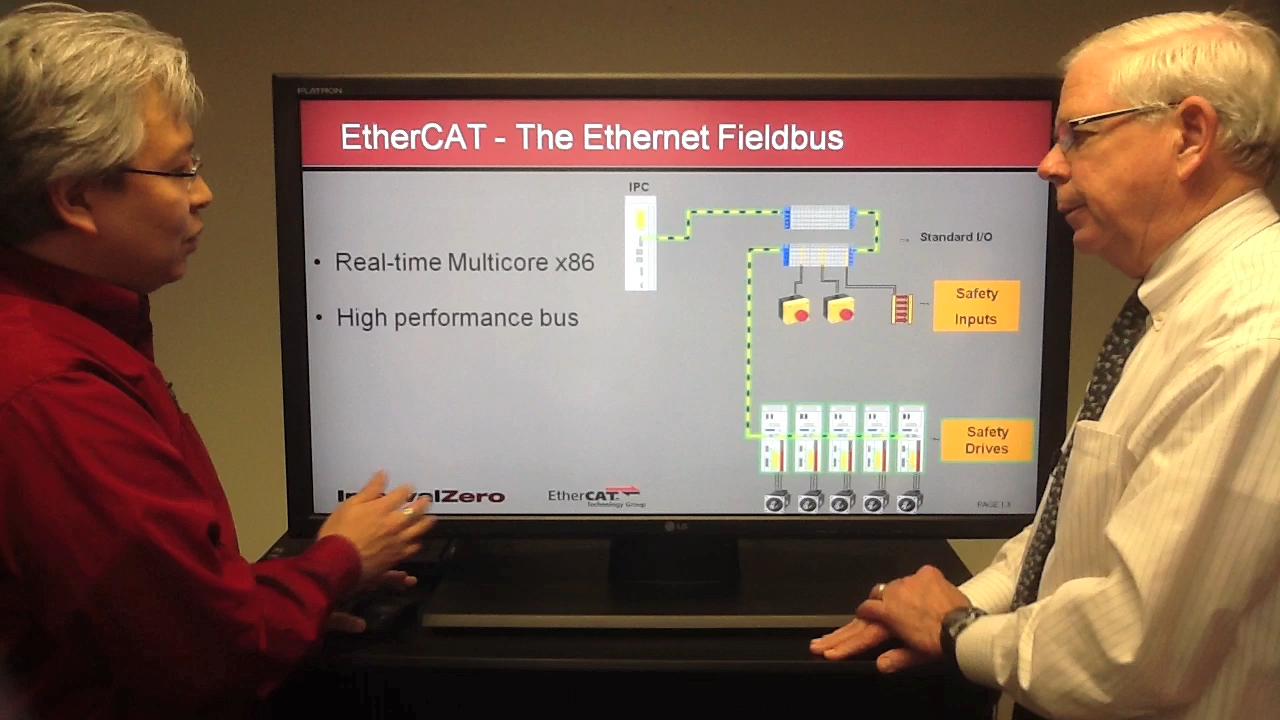 FLATRON
EtherCAT - The Ethernet Fieldbus
IPC
Standard I/O
• Real-time Multicore x86
Safety
Inputs
• High performance bus
Safety
Drives
EtherCAT
Technology Group
LG